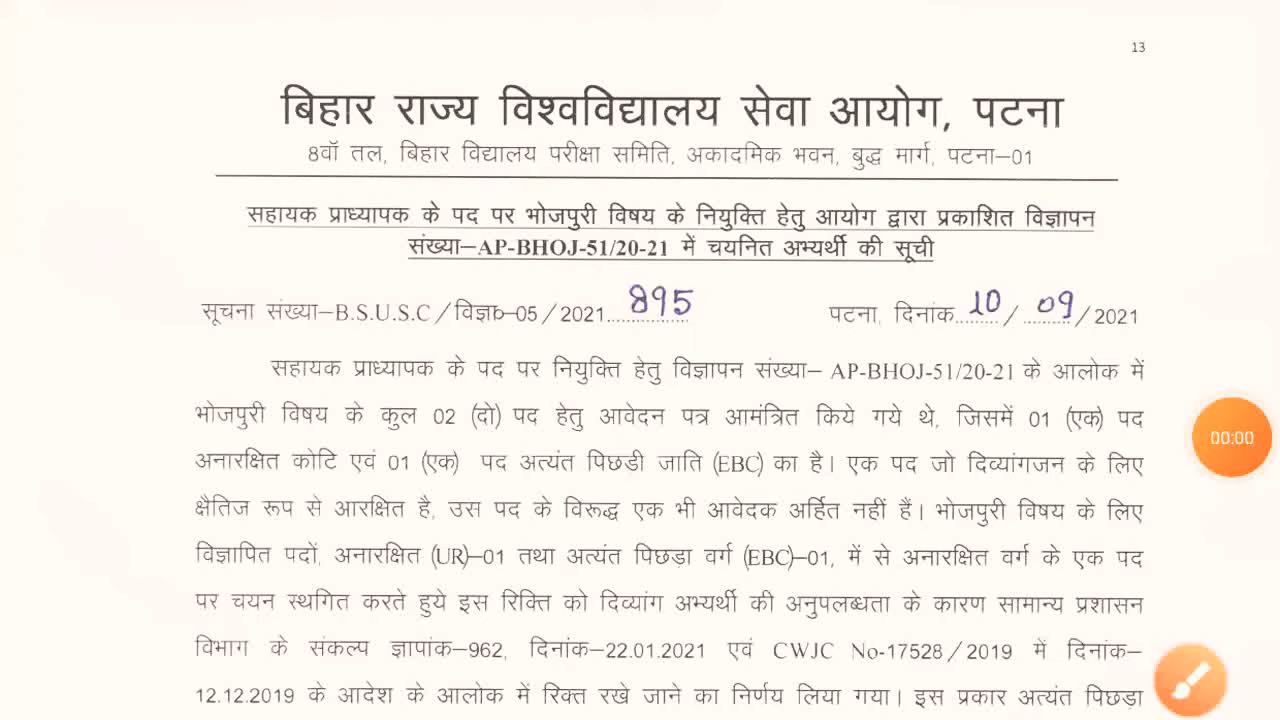 13
बिहार राज्य विश्वविद्यालय सेवा आयोग, पटना
8वॉ तल, बिहार विद्यालय परीक्षा समिति, अकादमिक भवन, बुद्ध मार्ग, पटना–01
सहायक प्राध्यापक के पद पर भोजपुरी विषय के नियुक्ति हेतु आयोग द्वारा प्रकाशित विज्ञापन
संख्या–AP-BHOJ-51/20-21 में चयनित अभ्यर्थी की सूची
सूचना संख्या–B.S.U.S.C/विज्ञा०–05/2021..895 पटना, दिनांक..10../..09../2021
सहायक प्राध्यापक के पद पर नियुक्ति हेतु विज्ञापन संख्या– AP-BHOJ-51/20-21 के आलोक में
भोजपुरी विषय के कुल 02 (दो) पद हेतु आवेदन पत्र आमंत्रित किये गये थे, जिसमें 01 (एक) पद
अनारक्षित कोटि एवं 01 (एक) पद अत्यंत पिछडी जाति (EBC) का है। एक पद जो दिव्यांगजन के लिए
क्षैतिज रूप से आरक्षित है, उस पद के विरूद्ध एक भी आवेदक अर्हित नहीं हैं। भोजपुरी विषय के लिए
विज्ञापित पदों, अनारक्षित (UR)–01 तथा अत्यंत पिछड़ा वर्ग (EBC)–01, में से अनारक्षित वर्ग के एक पद
पर चयन स्थगित करते हुये इस रिक्ति को दिव्यांग अभ्यर्थी की अनुपलब्धता के कारण सामान्य प्रशासन
विभाग के संकल्प ज्ञापांक–962, दिनांक–22.01.2021 एवं CWJC No-17528/2019 में दिनांक–
12.12.2019 के आदेश के आलोक में रिक्त रखे जाने का निर्णय लिया गया। इस प्रकार अत्यंत पिछड़ा
00:00